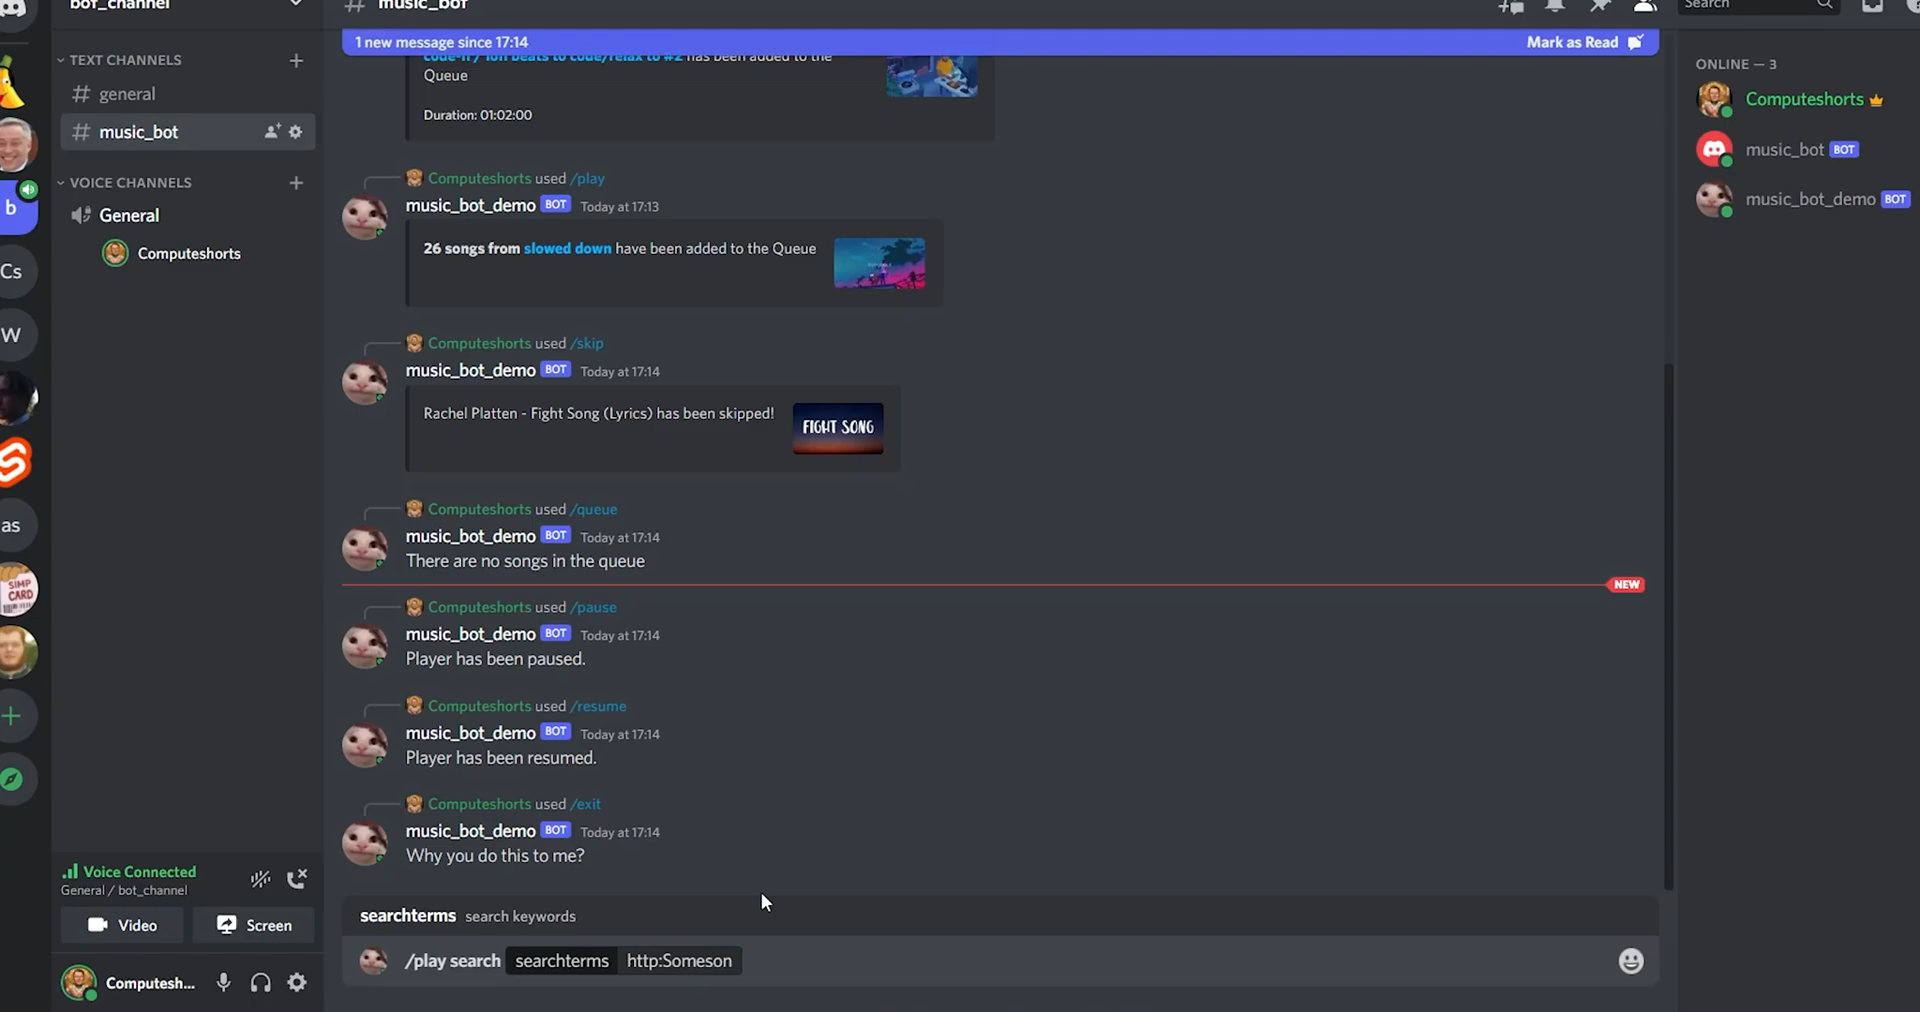 bot_channel
TEXT CHANNELS
general
music_bot
VOICE CHANNELS
General
Computeshorts
b
Cs
W
as
SIMP
CARD
Voice Connected
General / bot_channel
Video
Screen
Computesh...
# music_bot
Search
1 new message since 17:14
Mark as Read
code-n / lofi beats to code/relax to #2 has been added to the
Queue
Duration: 01:02:00
Computeshorts used /play
music_bot_demo BOT Today at 17:13
26 songs from slowed down have been added to the Queue
Computeshorts used /skip
music_bot_demo BOT Today at 17:14
Rachel Platten - Fight Song (Lyrics) has been skipped!
FIGHT SONG
Computeshorts used /queue
music_bot_demo BOT Today at 17:14
There are no songs in the queue
NEW
Computeshorts used /pause
music_bot_demo BOT Today at 17:14
Player has been paused.
Computeshorts used /resume
music_bot_demo BOT Today at 17:14
Player has been resumed.
Computeshorts used /exit
music_bot_demo BOT Today at 17:14
Why you do this to me?
searchterms search keywords
/play search searchterms http:Someson
ONLINE — 3
Computeshorts
music_bot BOT
music_bot_demo BOT